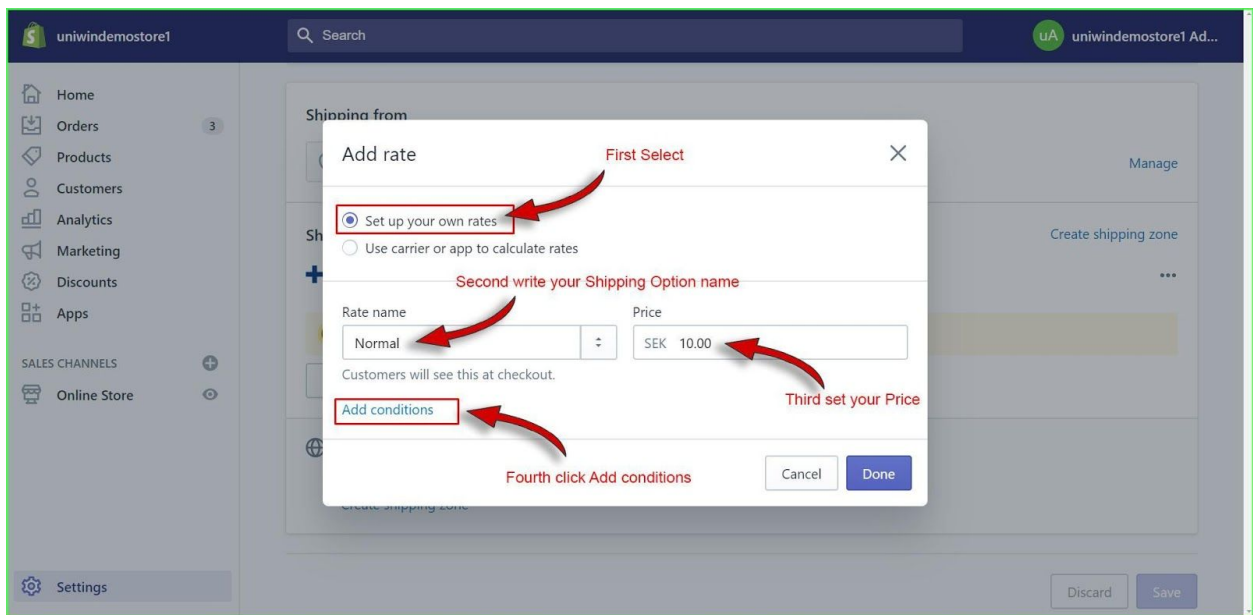 uniwindemostore1
Search
uA uniwindemostore1 Ad...
Home
Orders 3
Products
Customers
Analytics
Marketing
Discounts
Apps
SALES CHANNELS
Online Store
Settings
Shipping from
Manage
Sh
Create shipping zone
Add rate
First Select
Set up your own rates
Use carrier or app to calculate rates
Second write your Shipping Option name
Rate name Price
Normal SEK 10.00
Customers will see this at checkout.
Third set your Price
Add conditions
Fourth click Add conditions
Cancel Done
Create shipping zone
Discard Save